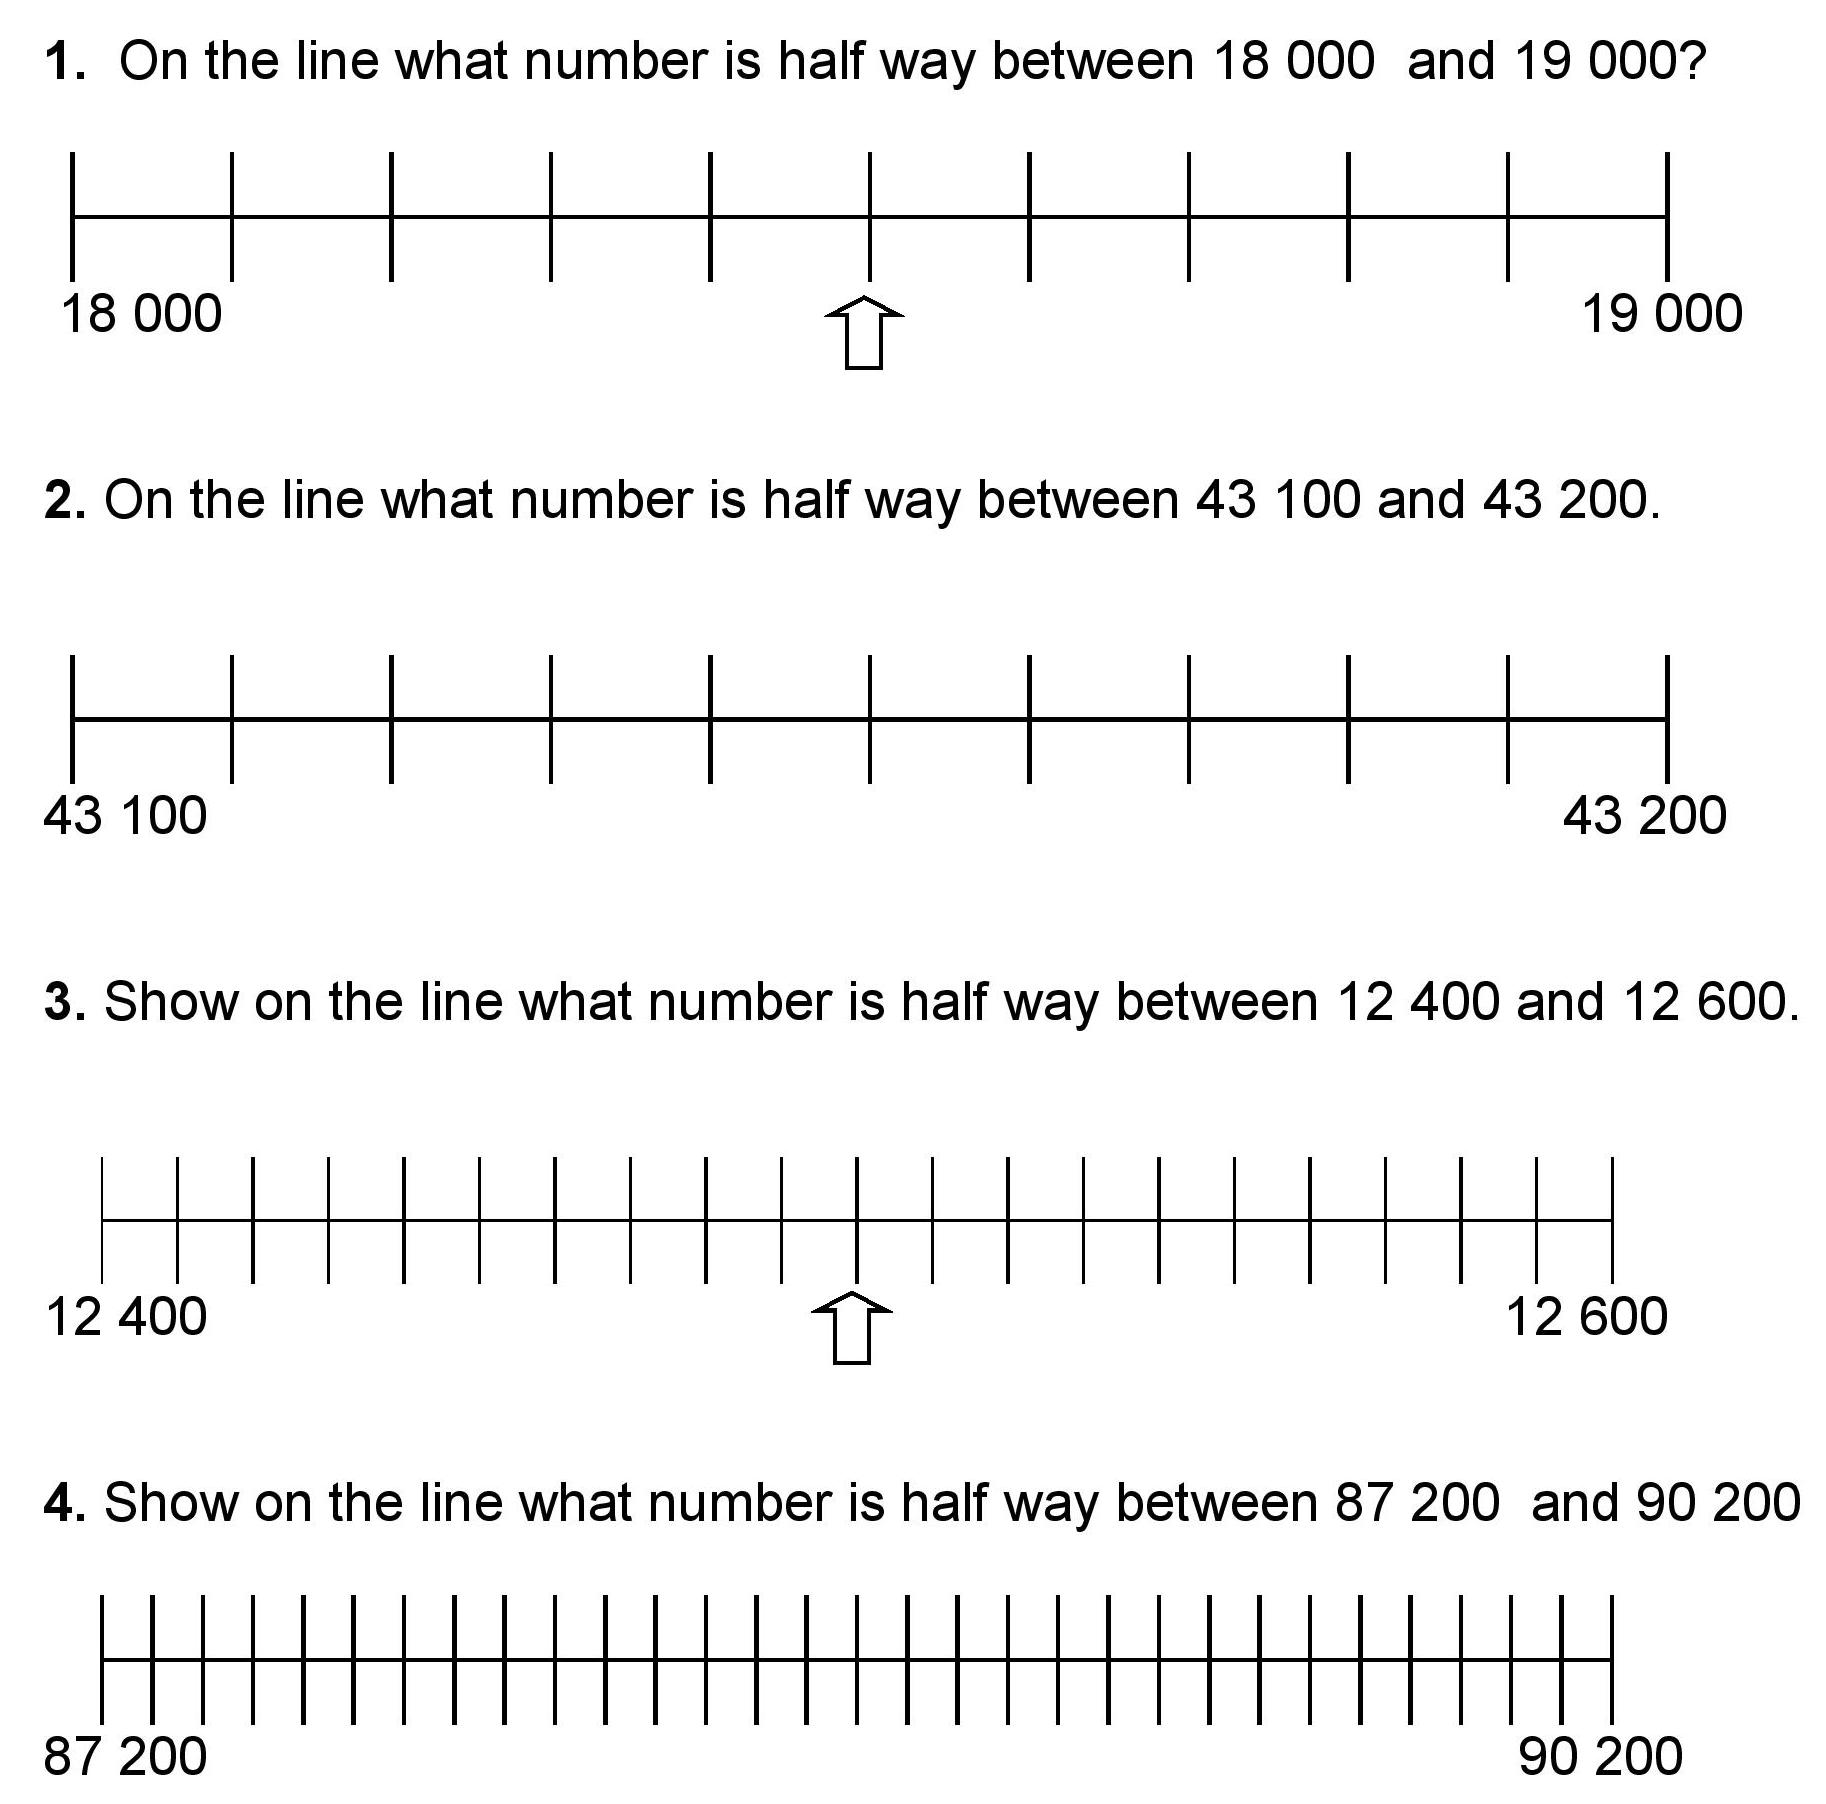 1.  On the line what number is half way between 18 000  and 19 000?
18 000 19 000
2. On the line what number is half way between 43 100 and 43 200.
43 100 43 200
3. Show on the line what number is half way between 12 400 and 12 600.
12 400 12 600
4. Show on the line what number is half way between 87 200  and 90 200
87 200 90 200